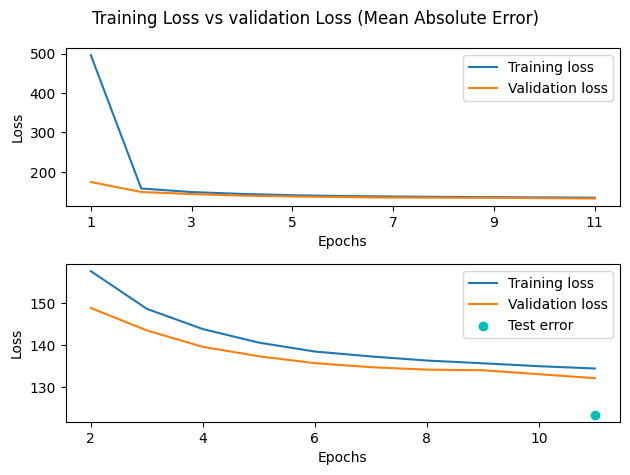 Training Loss vs validation Loss (Mean Absolute Error)
500
400
300
200
Loss
Training loss
Validation loss
1
3
5
7
9
11
Epochs
150
140
130
Loss
Training loss
Validation loss
Test error
2
4
6
8
10
Epochs